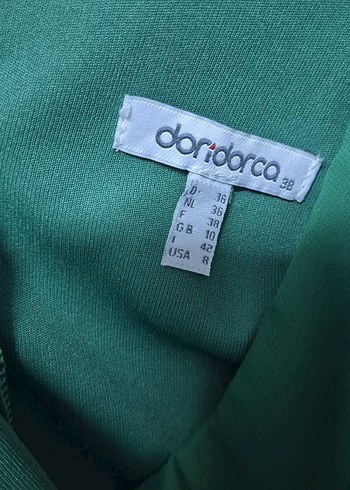 doridorca
38
D 36
NL 36
F 38
GB 10
I 42
USA 8